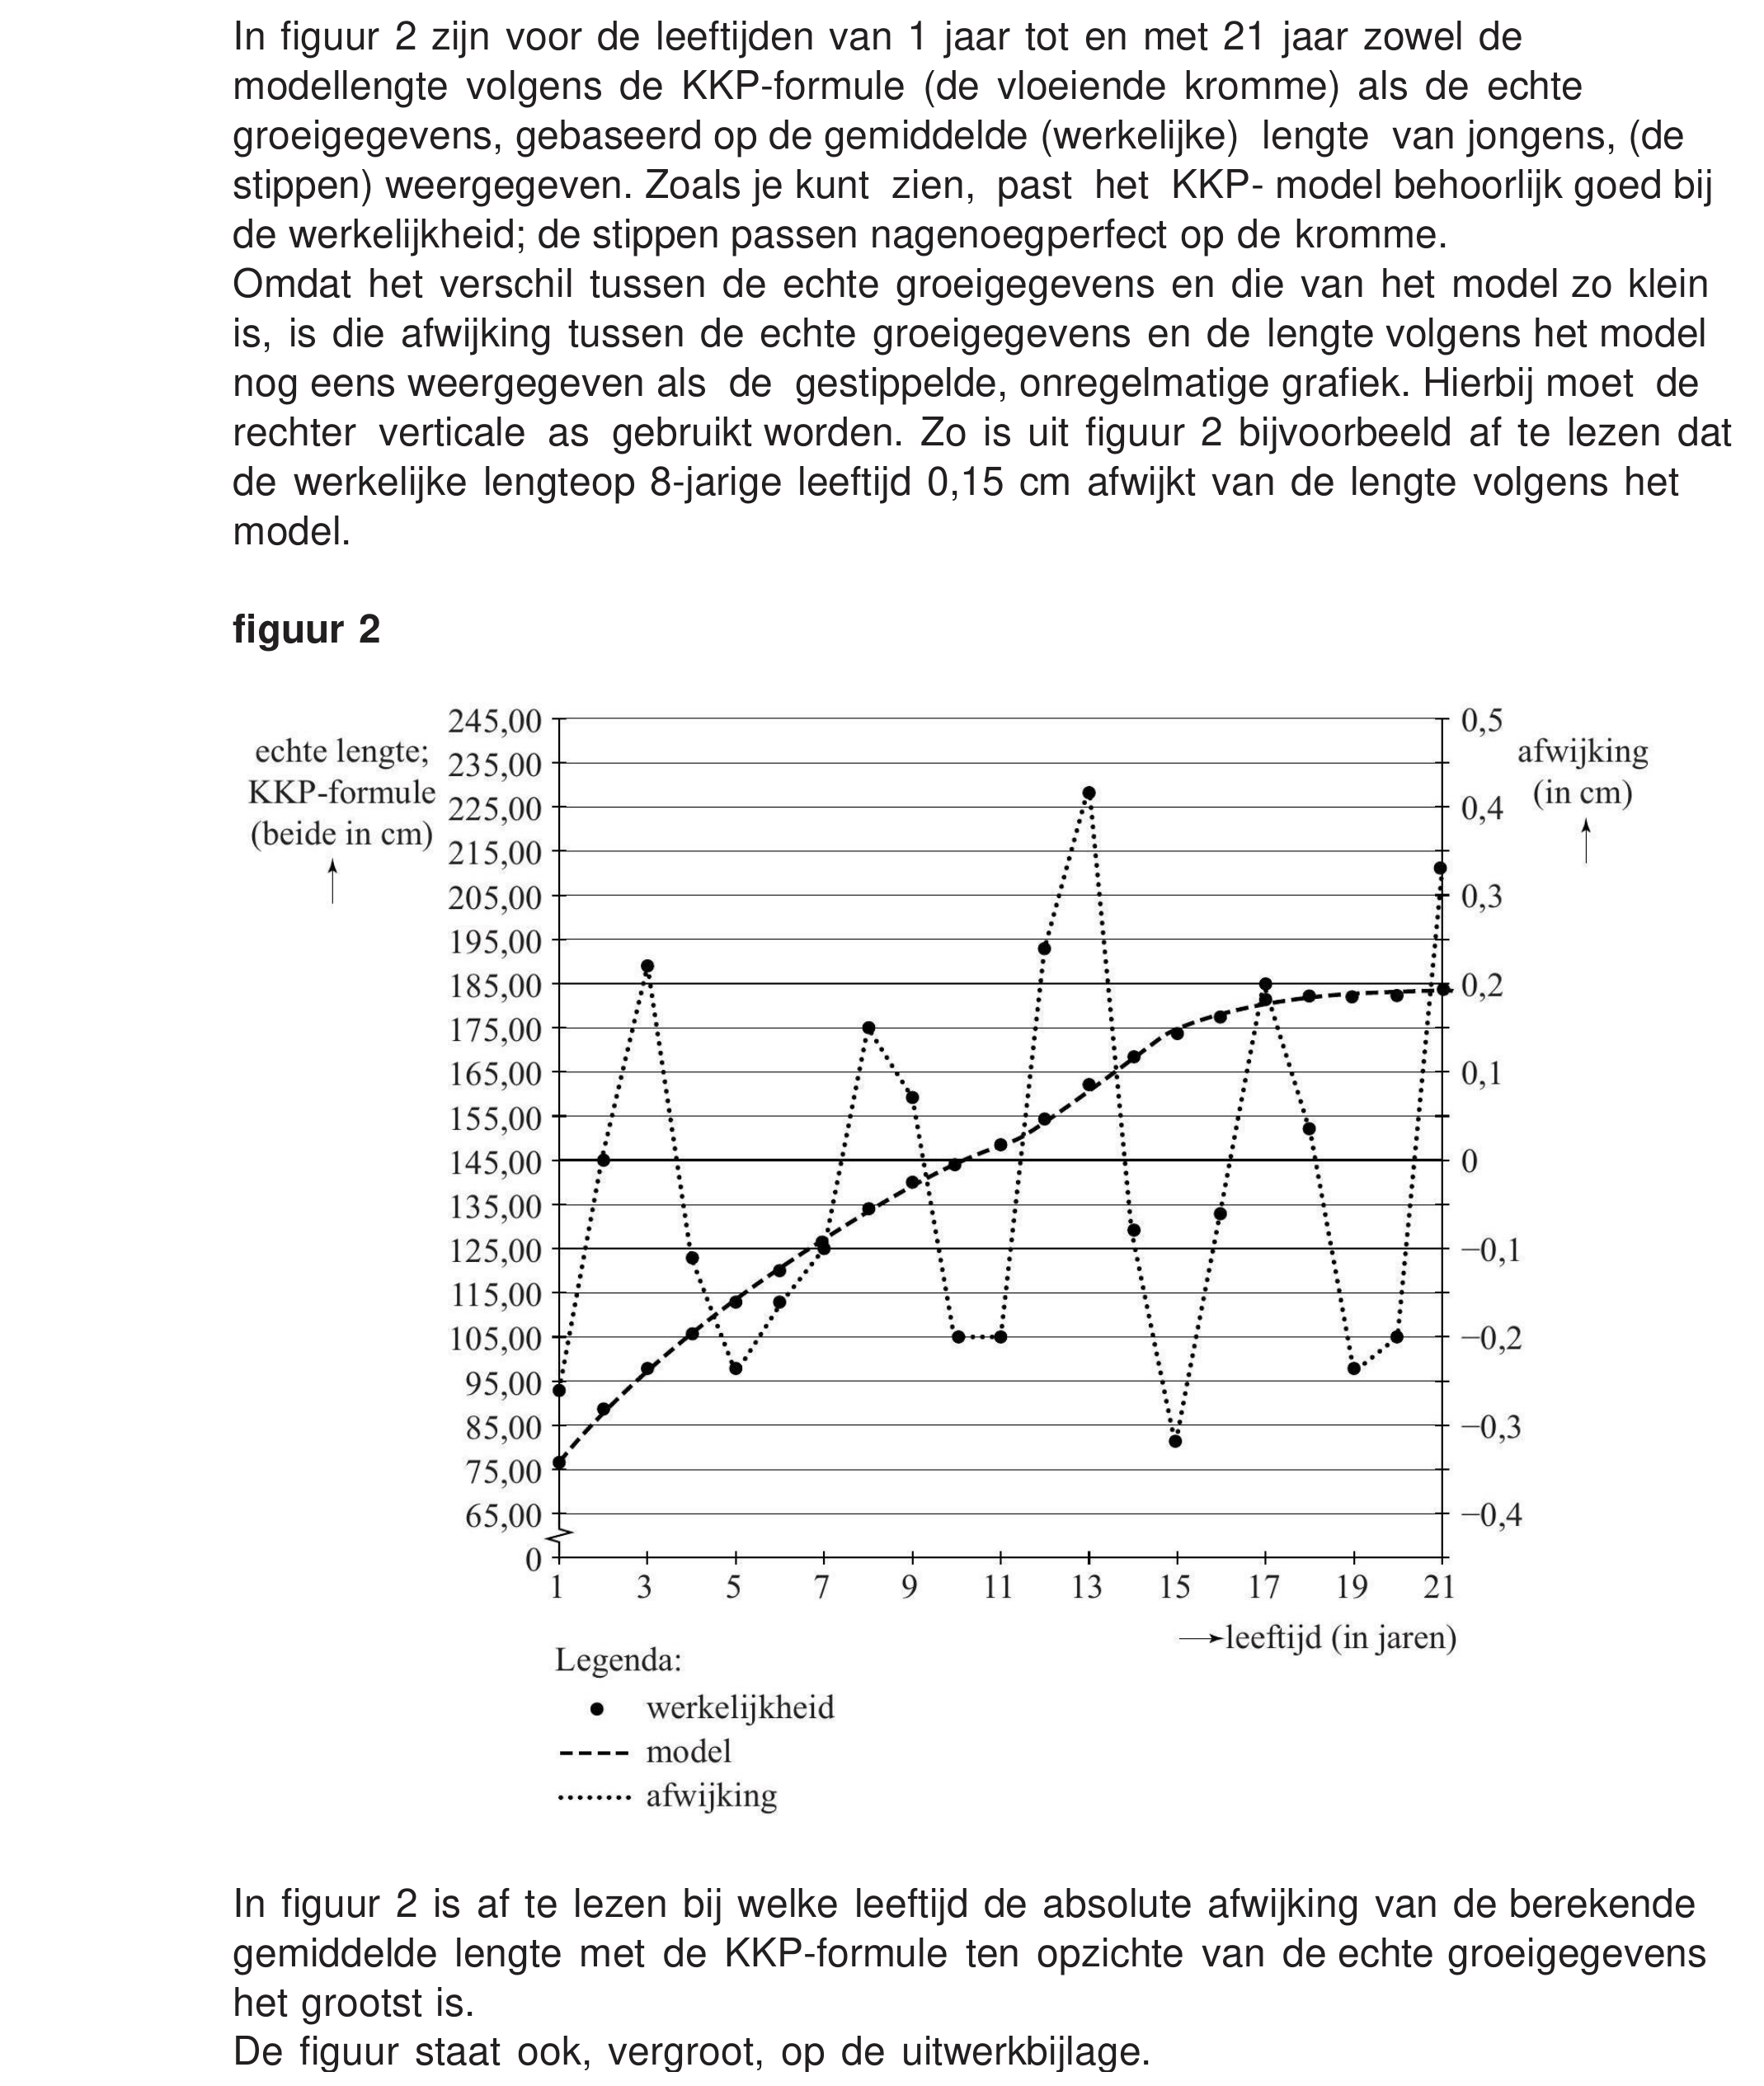 In figuur 2 zijn voor de leeftijden van 1 jaar tot en met 21 jaar zowel de
modellengte volgens de KKP-formule (de vloeiende kromme) als de echte
groeigegevens, gebaseerd op de gemiddelde (werkelijke) lengte van jongens, (de
stippen) weergegeven. Zoals je kunt zien, past het KKP- model behoorlijk goed bij
de werkelijkheid; de stippen passen nagenoegperfect op de kromme.
Omdat het verschil tussen de echte groeigegevens en die van het model zo klein
is, is die afwijking tussen de echte groeigegevens en de lengte volgens het model
nog eens weergegeven als de gestippelde, onregelmatige grafiek. Hierbij moet de
rechter verticale as gebruikt worden. Zo is uit figuur 2 bijvoorbeeld af te lezen dat
de werkelijke lengteop 8-jarige leeftijd 0,15 cm afwijkt van de lengte volgens het
model.
figuur 2
echte lengte;
KKP-formule
(beide in cm)
245,00
235,00
225,00
215,00
205,00
195,00
185,00
175,00
165,00
155,00
145,00
135,00
125,00
115,00
105,00
95,00
85,00
75,00
65,00
0
0,5
0,4
0,3
0,2
0,1
0
−0,1
−0,2
−0,3
−0,4
afwijking
(in cm)
1 3 5 7 9 11 13 15 17 19 21
leeftijd (in jaren)
Legenda:
werkelijkheid
model
afwijking
In figuur 2 is af te lezen bij welke leeftijd de absolute afwijking van de berekende
gemiddelde lengte met de KKP-formule ten opzichte van de echte groeigegevens
het grootst is.
De figuur staat ook, vergroot, op de uitwerkbijlage.